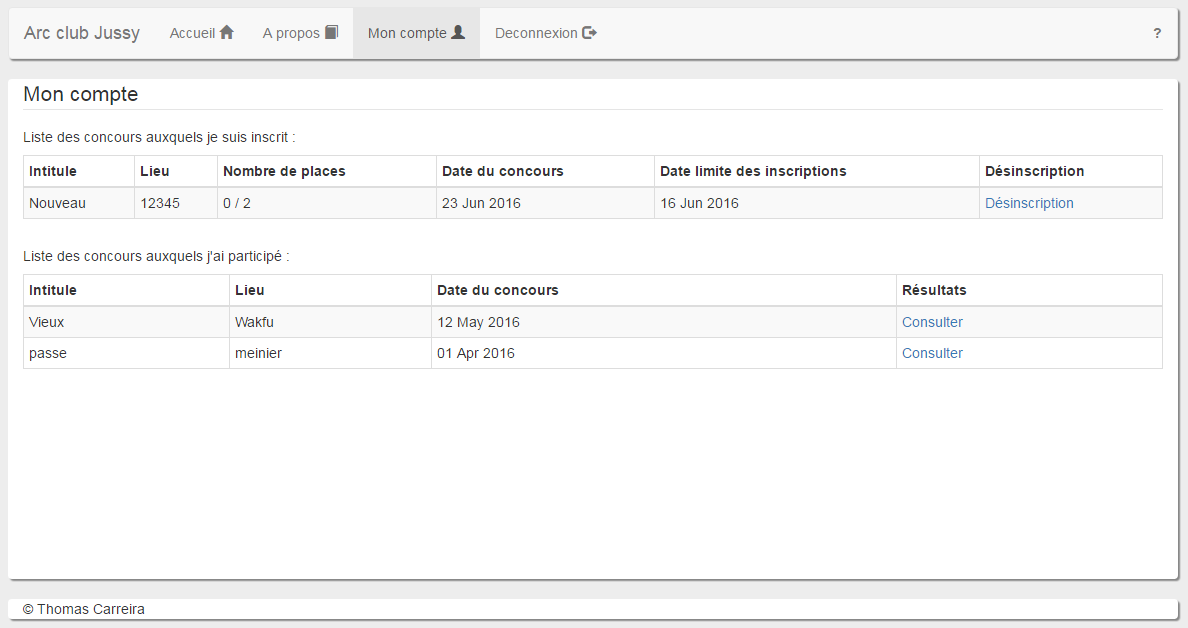 Arc club Jussy Accueil A propos Mon compte Deconnexion ?
Mon compte
Liste des concours auxquels je suis inscrit :
Intitule Lieu Nombre de places Date du concours Date limite des inscriptions Désinscription
Nouveau 12345 0 / 2 23 Jun 2016 16 Jun 2016 Désinscription
Liste des concours auxquels j'ai participé :
Intitule Lieu Date du concours Résultats
Vieux Wakfu 12 May 2016 Consulter
passe meinier 01 Apr 2016 Consulter
© Thomas Carreira